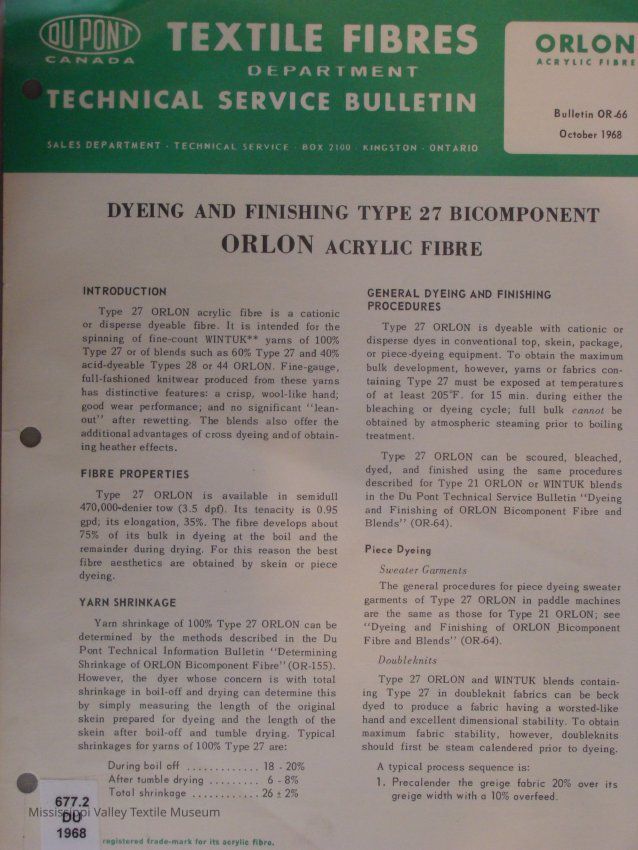 DU PONT
CANADA
TEXTILE FIBRES
DEPARTMENT
TECHNICAL SERVICE BULLETIN
SALES DEPARTMENT · TECHNICAL SERVICE · BOX 2100 · KINGSTON · ONTARIO
ORLON
ACRYLIC FIBRE
Bulletin OR-66
October 1968
DYEING AND FINISHING TYPE 27 BICOMPONENT
ORLON ACRYLIC FIBRE
INTRODUCTION
Type 27 ORLON acrylic fibre is a cationic
or disperse dyeable fibre. It is intended for the
spinning of fine-count WINTUK** yarns of 100%
Type 27 or of blends such as 60% Type 27 and 40%
acid-dyeable Types 28 or 44 ORLON. Fine-gauge,
full-fashioned knitwear produced from these yarns
has distinctive features: a crisp, wool-like hand;
good wear performance; and no significant "lean-
out" after rewetting. The blends also offer the
additional advantages of cross dyeing and of obtain-
ing heather effects.
FIBRE PROPERTIES
Type 27 ORLON is available in semidull
470,000-denier tow (3.5 dpf). Its tenacity is 0.95
gpd; its elongation, 35%. The fibre develops about
75% of its bulk in dyeing at the boil and the
remainder during drying. For this reason the best
fibre aesthetics are obtained by skein or piece
dyeing.
YARN SHRINKAGE
Yarn shrinkage of 100% Type 27 ORLON can be
determined by the methods described in the Du
Pont Technical Information Bulletin "Determining
Shrinkage of ORLON Bicomponent Fibre" (OR-155).
However, the dyer whose concern is with total
shrinkage in boil-off and drying can determine this
by simply measuring the length of the original
skein prepared for dyeing and the length of the
skein after boil-off and tumble drying. Typical
shrinkages for yarns of 100% Type 27 are:
During boil off ............. 18 - 20%
After tumble drying ......... 6 - 8%
Total shrinkage ............ 26 ± 2%
GENERAL DYEING AND FINISHING
PROCEDURES
Type 27 ORLON is dyeable with cationic or
disperse dyes in conventional top, skein, package,
or piece-dyeing equipment. To obtain the maximum
bulk development, however, yarns or fabrics con-
taining Type 27 must be exposed at temperatures
of at least 205°F. for 15 min. during either the
bleaching or dyeing cycle; full bulk cannot be
obtained by atmospheric steaming prior to boiling
treatment.
Type 27 ORLON can be scoured, bleached,
dyed, and finished using the same procedures
described for Type 21 ORLON or WINTUK blends
in the Du Pont Technical Service Bulletin "Dyeing
and Finishing of ORLON Bicomponent Fibre and
Blends" (OR-64).
Piece Dyeing
Sweater Garments
The general procedures for piece dyeing sweater
garments of Type 27 ORLON in paddle machines
are the same as those for Type 21 ORLON; see
"Dyeing and Finishing of ORLON Bicomponent
Fibre and Blends" (OR-64).
Doubleknits
Type 27 ORLON and WINTUK blends contain-
ing Type 27 in doubleknit fabrics can be beck
dyed to produce a fabric having a worsted-like
hand and excellent dimensional stability. To obtain
maximum fabric stability, however, doubleknits
should first be steam calendered prior to dyeing.
A typical process sequence is:
1. Precalender the greige fabric 20% over its
greige width with a 10% overfeed.
677.2
DU
1968
Mississippi Valley Textile Museum
registered trade-mark for its acrylic fibre.